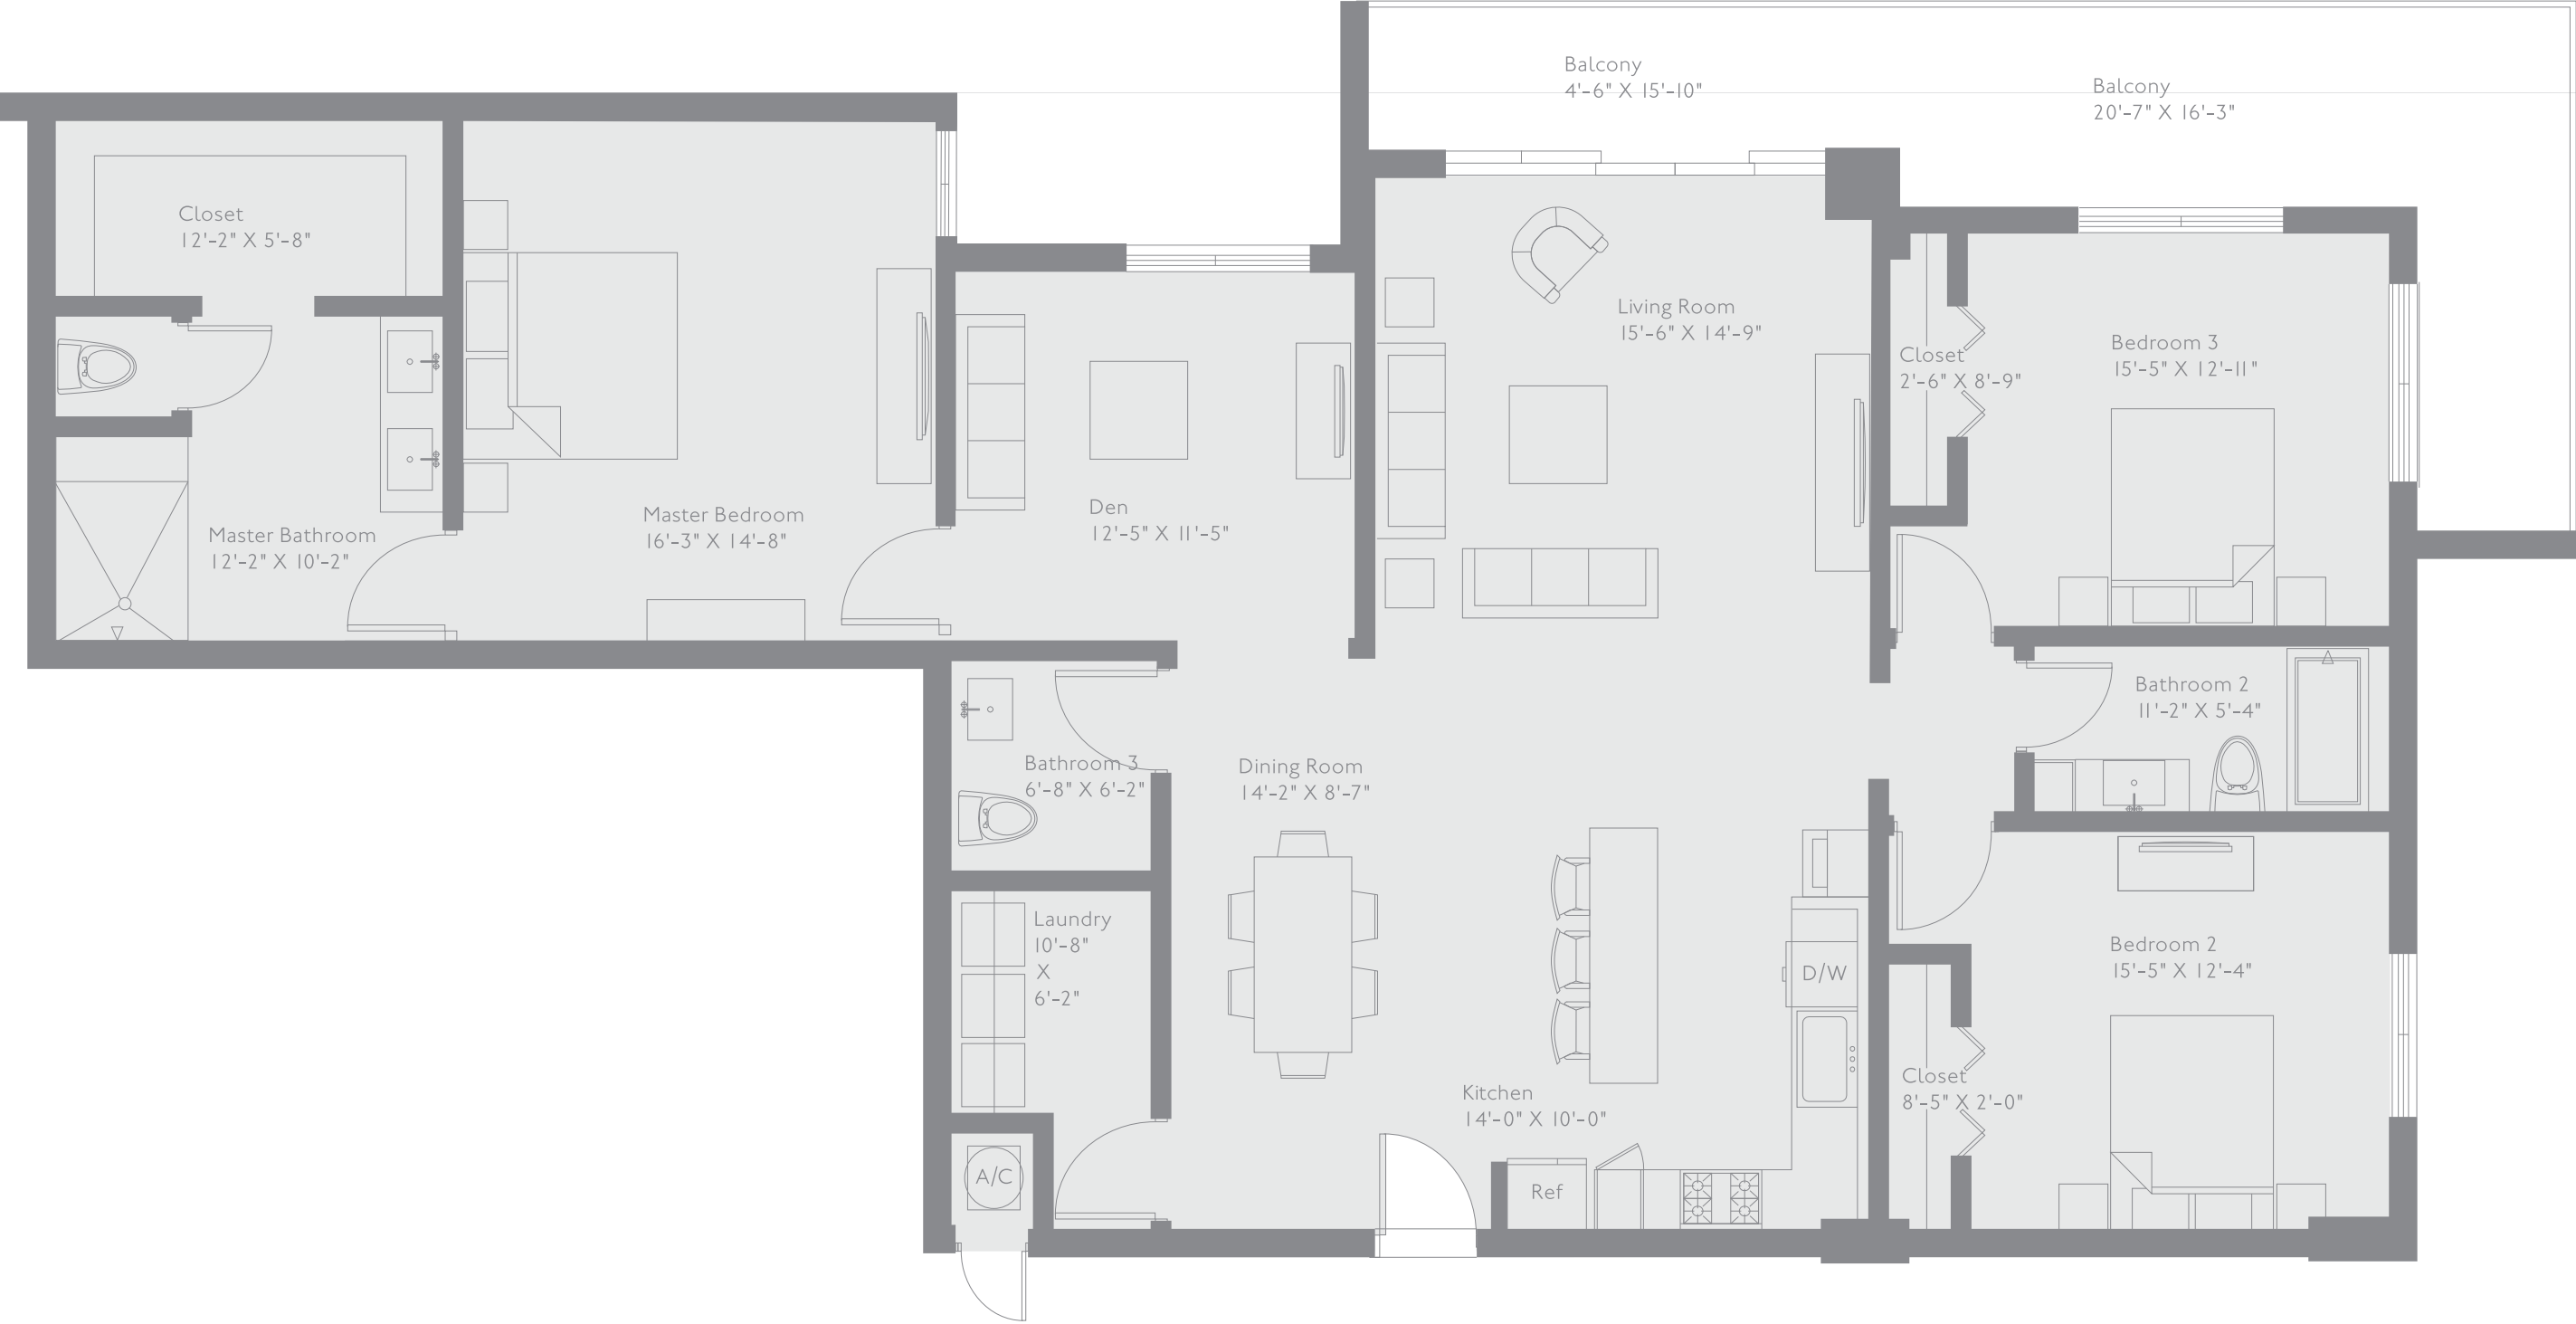 Balcony
4'-6" X 15'-10"
Balcony
20'-7" X 16'-3"
Closet
12'-2" X 5'-8"
Living Room
15'-6" X 14'-9"
Closet
2'-6" X 8'-9"
Bedroom 3
15'-5" X 12'-11"
Master Bathroom
12'-2" X 10'-2"
Master Bedroom
16'-3" X 14'-8"
Den
12'-5" X 11'-5"
Bathroom 2
11'-2" X 5'-4"
Bathroom 3
6'-8" X 6'-2"
Dining Room
14'-2" X 8'-7"
Laundry
10'-8"
X
6'-2"
D/W
Bedroom 2
15'-5" X 12'-4"
Kitchen
14'-0" X 10'-0"
Closet
8'-5" X 2'-0"
A/C
Ref